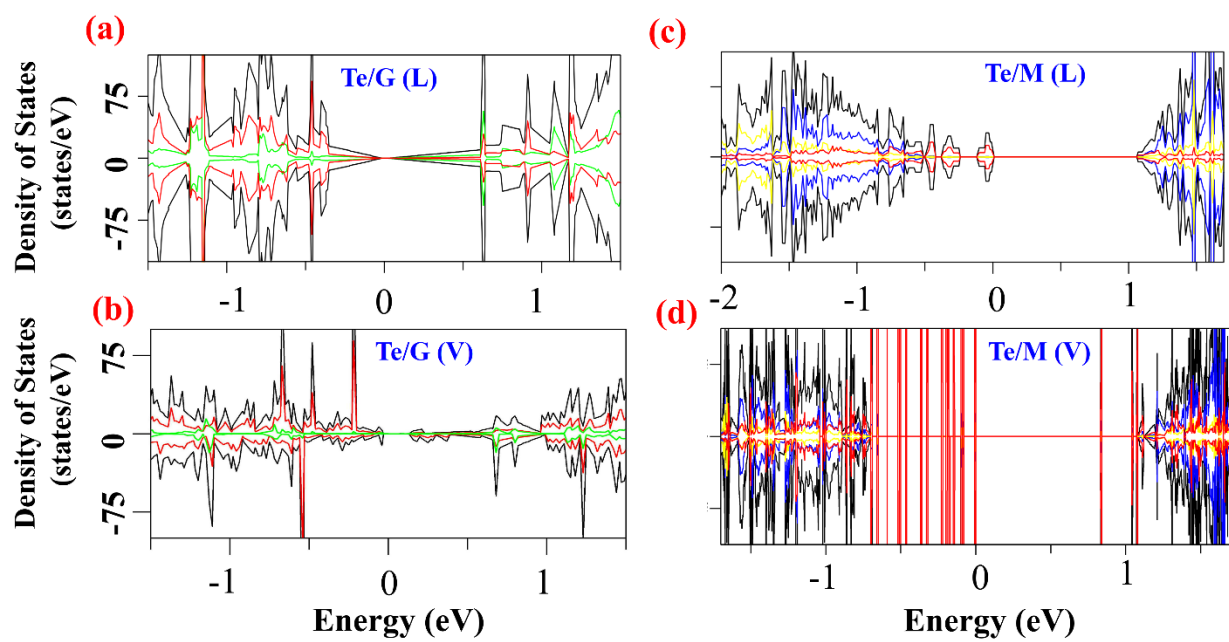 (a)
Te/G (L)
Density of States
(states/eV)
75
0
-75
-1
0
1
(c)
Te/M (L)
-2
-1
0
1
(b)
Te/G (V)
Density of States
(states/eV)
75
0
-75
-1
0
1
Energy (eV)
(d)
Te/M (V)
-1
0
1
Energy (eV)